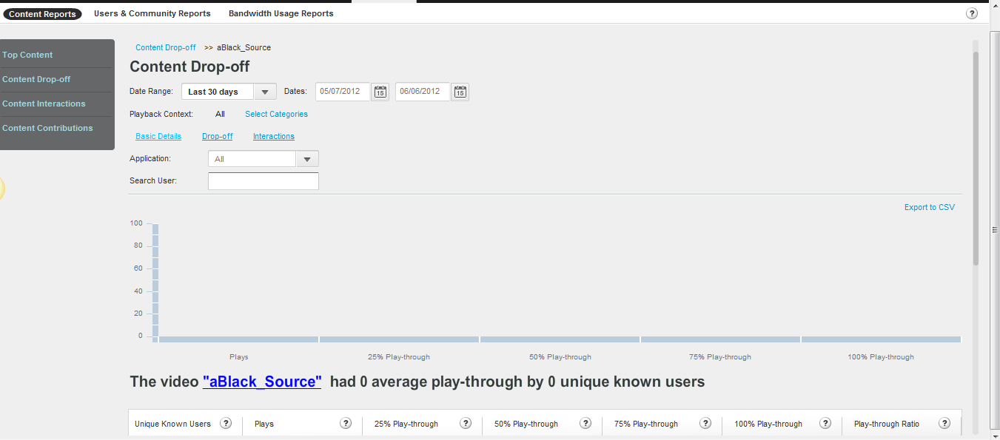 Content Reports Users & Community Reports Bandwidth Usage Reports ?
Top Content
Content Drop-off
Content Interactions
Content Contributions
Content Drop-off >> aBlack_Source
Content Drop-off
Date Range: Last 30 days Dates: 05/07/2012 15 06/06/2012 15
Playback Context: All Select Categories
Basic Details Drop-off Interactions
Application: All
Search User:
Export to CSV
100
80
60
40
20
0
Plays 25% Play-through 50% Play-through 75% Play-through 100% Play-through
The video "aBlack_Source" had 0 average play-through by 0 unique known users
Unique Known Users ? Plays ? 25% Play-through ? 50% Play-through ? 75% Play-through ? 100% Play-through ? Play-through Ratio ?